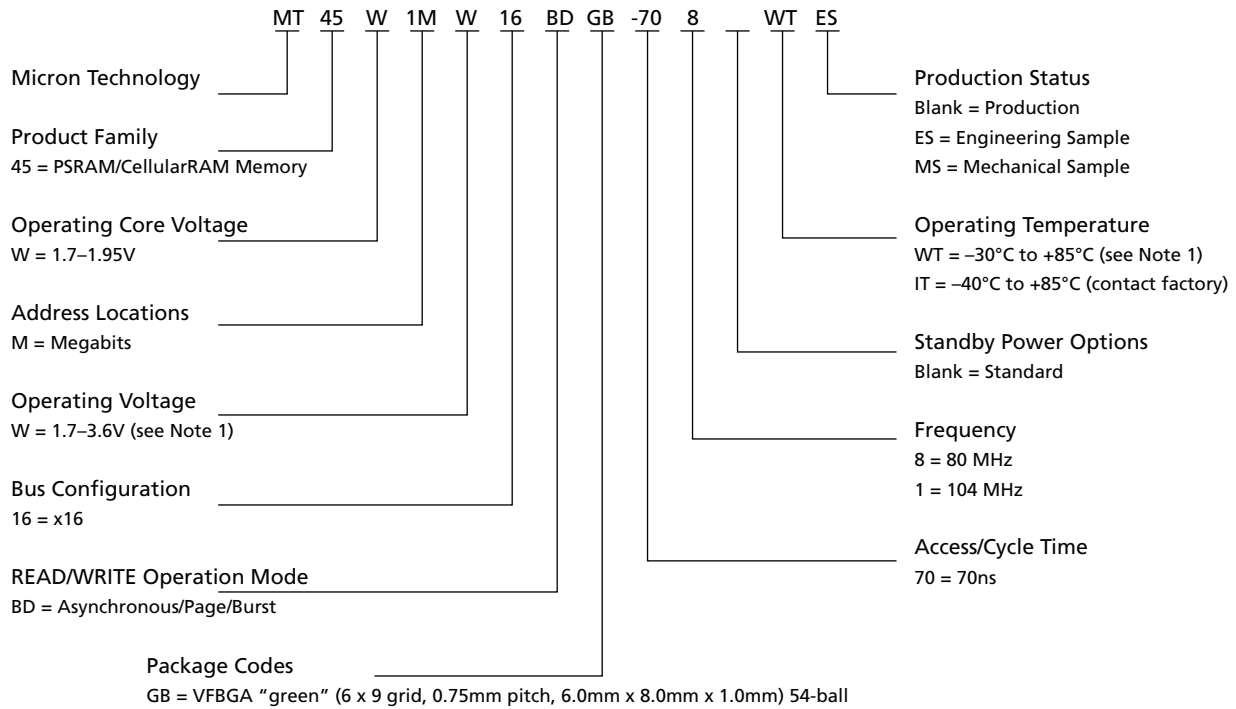 MT 45 W 1M W 16 BD GB -70 8 WT ES
Micron Technology
Product Family
45 = PSRAM/CellularRAM Memory
Operating Core Voltage
W = 1.7–1.95V
Address Locations
M = Megabits
Operating Voltage
W = 1.7–3.6V (see Note 1)
Bus Configuration
16 = x16
READ/WRITE Operation Mode
BD = Asynchronous/Page/Burst
Package Codes
GB = VFBGA “green” (6 x 9 grid, 0.75mm pitch, 6.0mm x 8.0mm x 1.0mm) 54-ball
Production Status
Blank = Production
ES = Engineering Sample
MS = Mechanical Sample
Operating Temperature
WT = –30°C to +85°C (see Note 1)
IT = –40°C to +85°C (contact factory)
Standby Power Options
Blank = Standard
Frequency
8 = 80 MHz
1 = 104 MHz
Access/Cycle Time
70 = 70ns